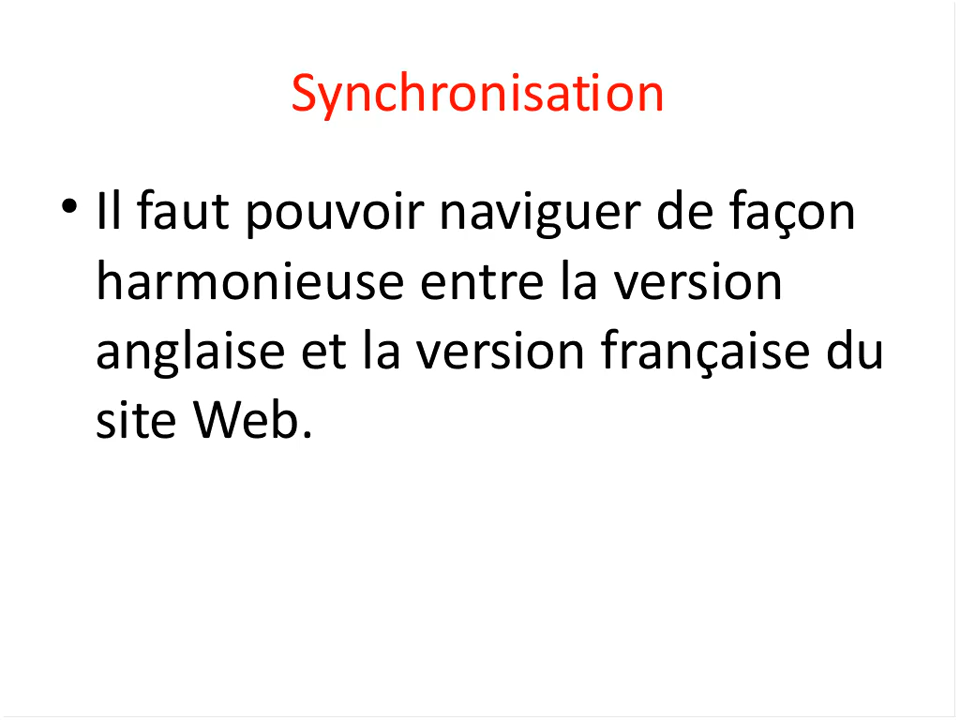 Synchronisation
• Il faut pouvoir naviguer de façon
harmonieuse entre la version
anglaise et la version française du
site Web.